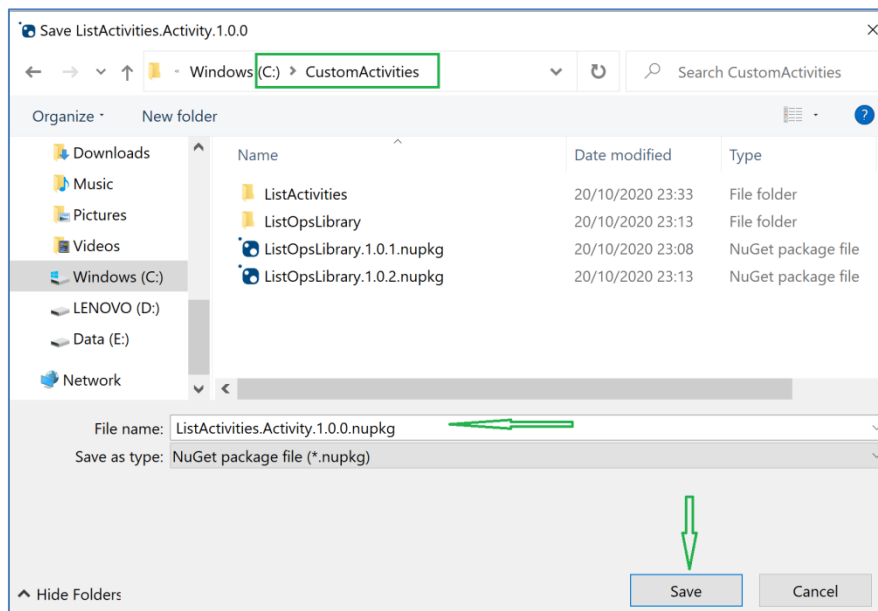 Save ListActivities.Activity.1.0.0
Windows (C:) > CustomActivities
Search CustomActivities
Organize
New folder
Name Date modified Type
Downloads
Music
Pictures
Videos
Windows (C:)
LENOVO (D:)
Data (E:)
Network
ListActivities 20/10/2020 23:33 File folder
ListOpsLibrary 20/10/2020 23:13 File folder
ListOpsLibrary.1.0.1.nupkg 20/10/2020 23:08 NuGet package file
ListOpsLibrary.1.0.2.nupkg 20/10/2020 23:13 NuGet package file
File name: ListActivities.Activity.1.0.0.nupkg
Save as type: NuGet package file (*.nupkg)
Hide Folders
Save
Cancel